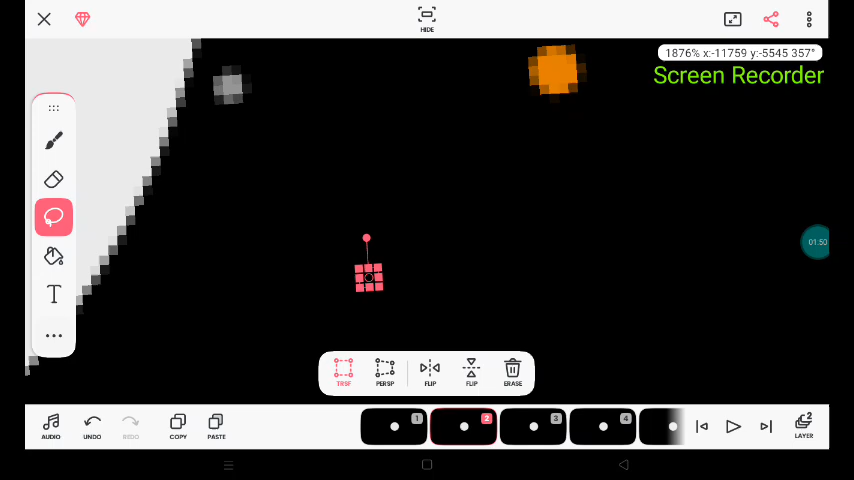 HIDE
1876% x:-11759 y:-5545 357°
Screen Recorder
01:50
T
TRSF
PERSP
FLIP
FLIP
ERASE
AUDIO
UNDO
REDO
COPY
PASTE
1
2
3
4
2
LAYER